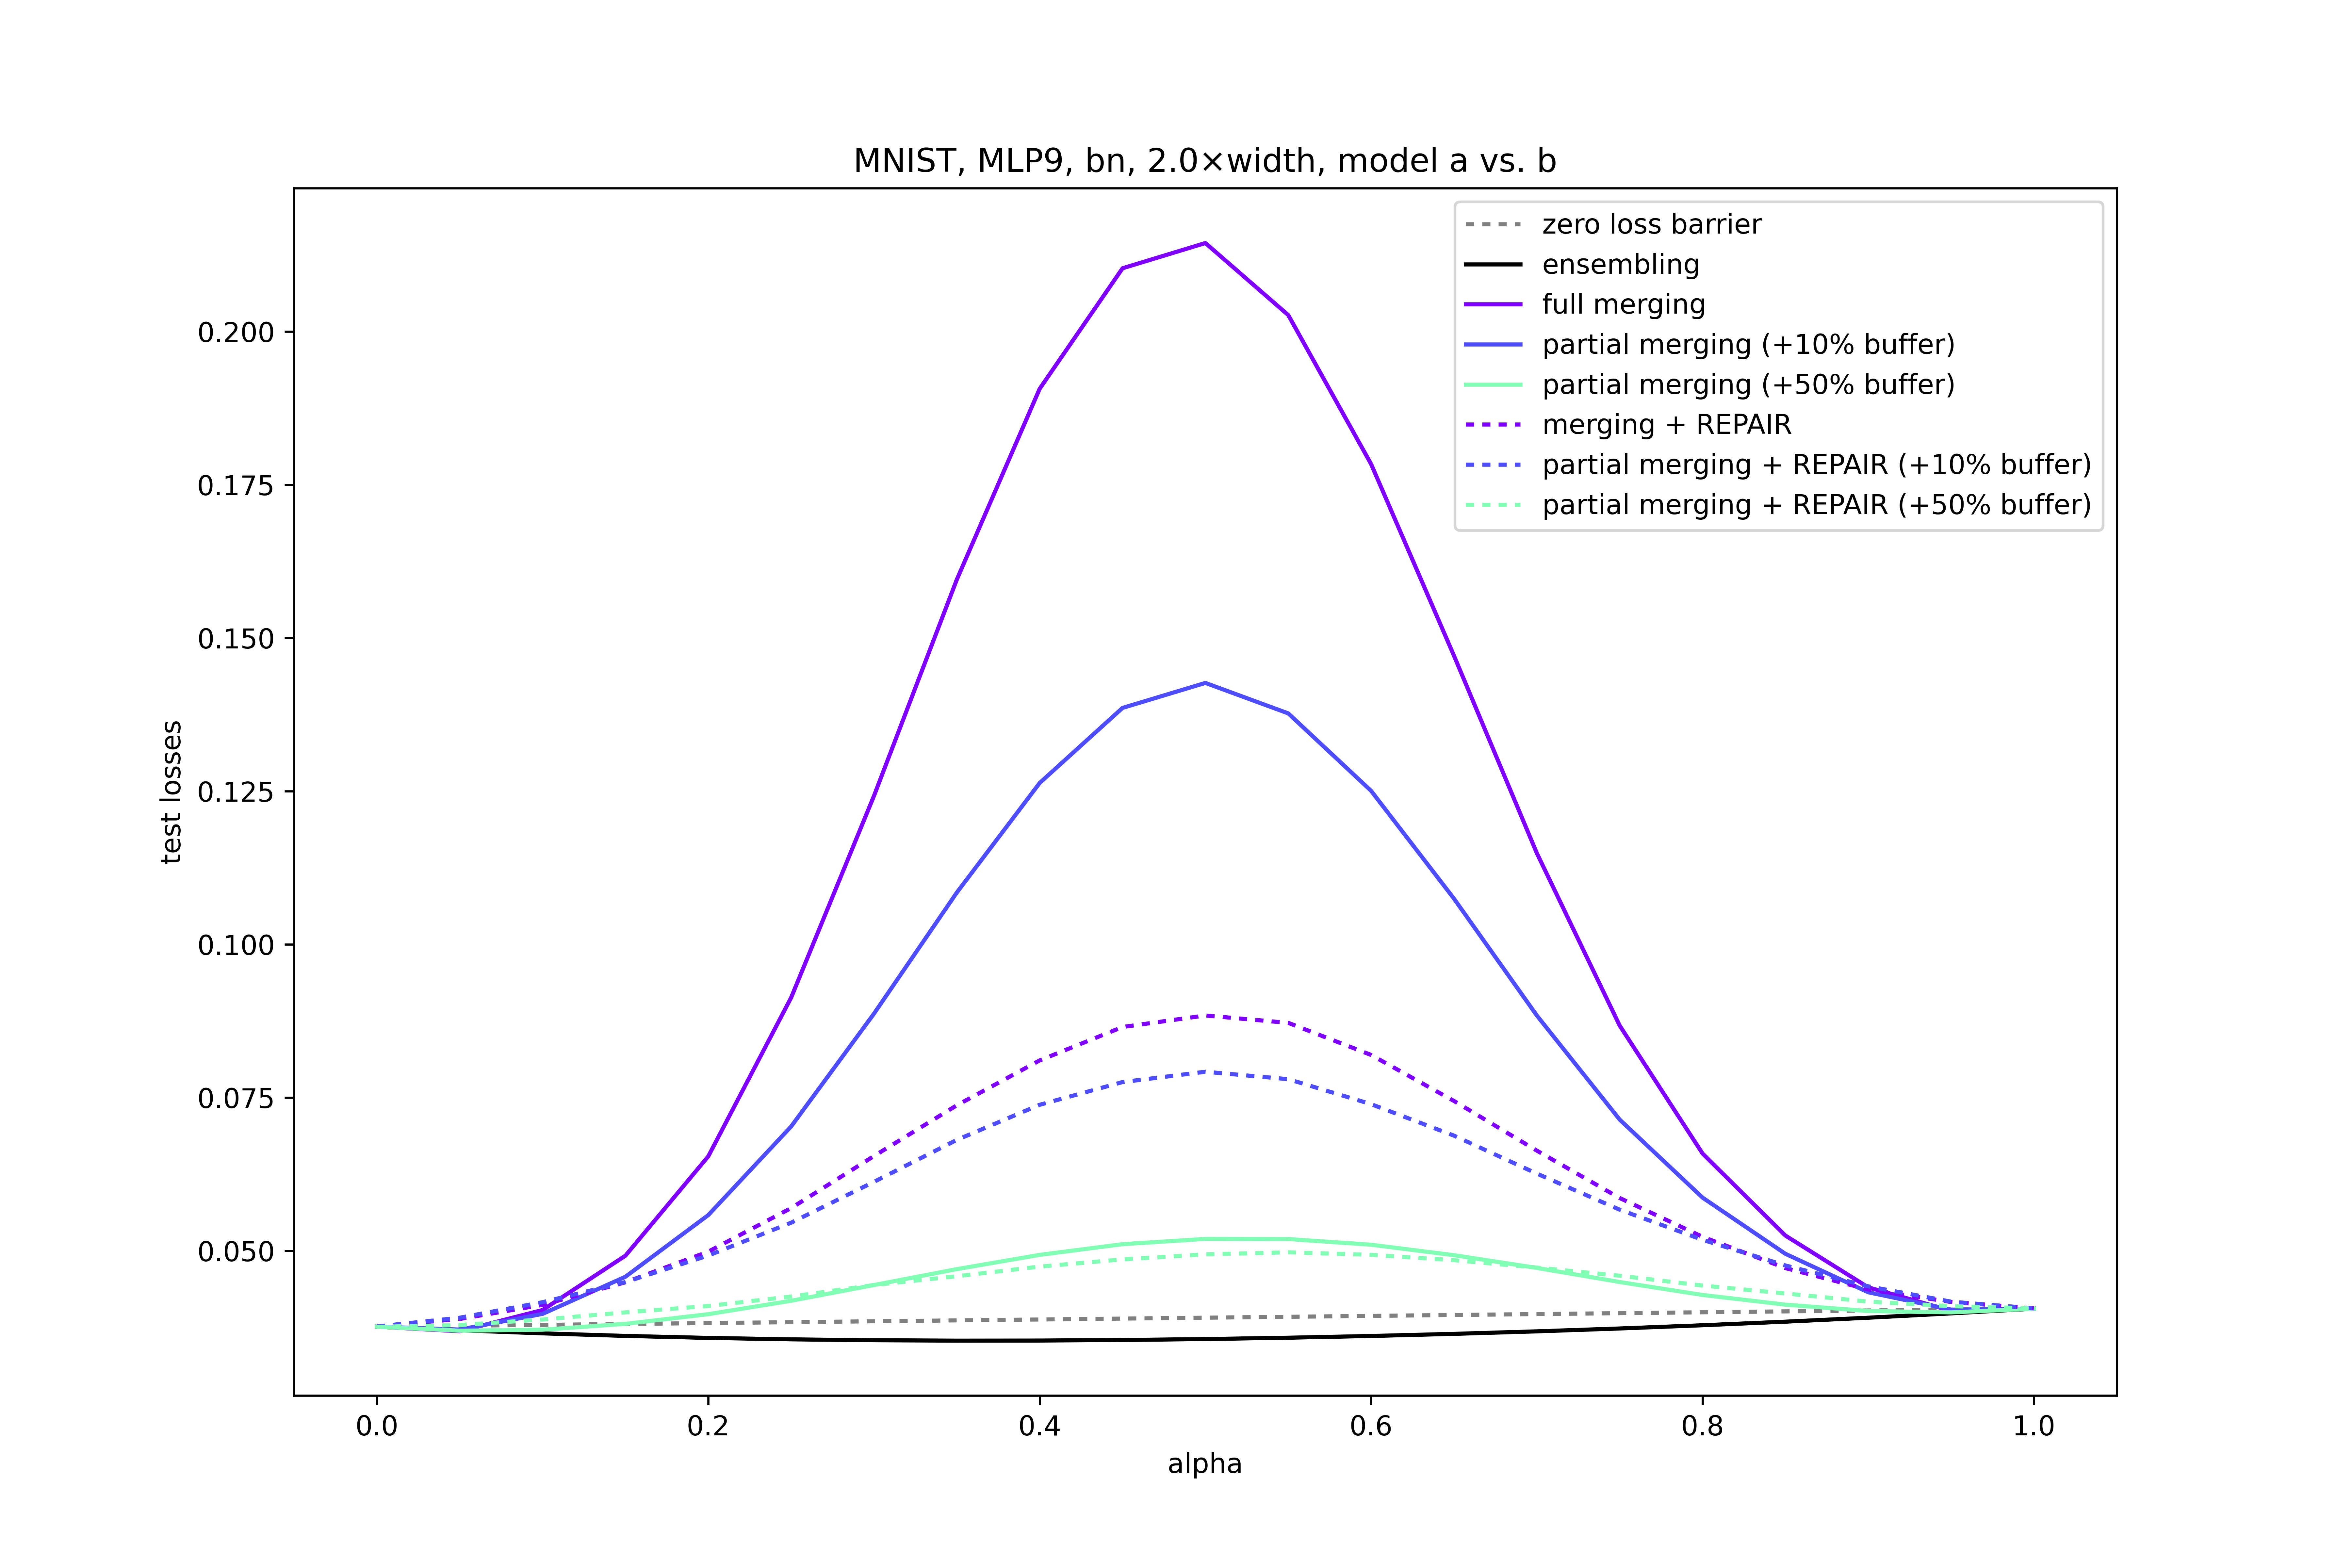 MNIST, MLP9, bn, 2.0×width, model a vs. b
zero loss barrier
ensembling
full merging
partial merging (+10% buffer)
partial merging (+50% buffer)
merging + REPAIR
partial merging + REPAIR (+10% buffer)
partial merging + REPAIR (+50% buffer)
test losses
0.200
0.175
0.150
0.125
0.100
0.075
0.050
0.0 0.2 0.4 0.6 0.8 1.0
alpha